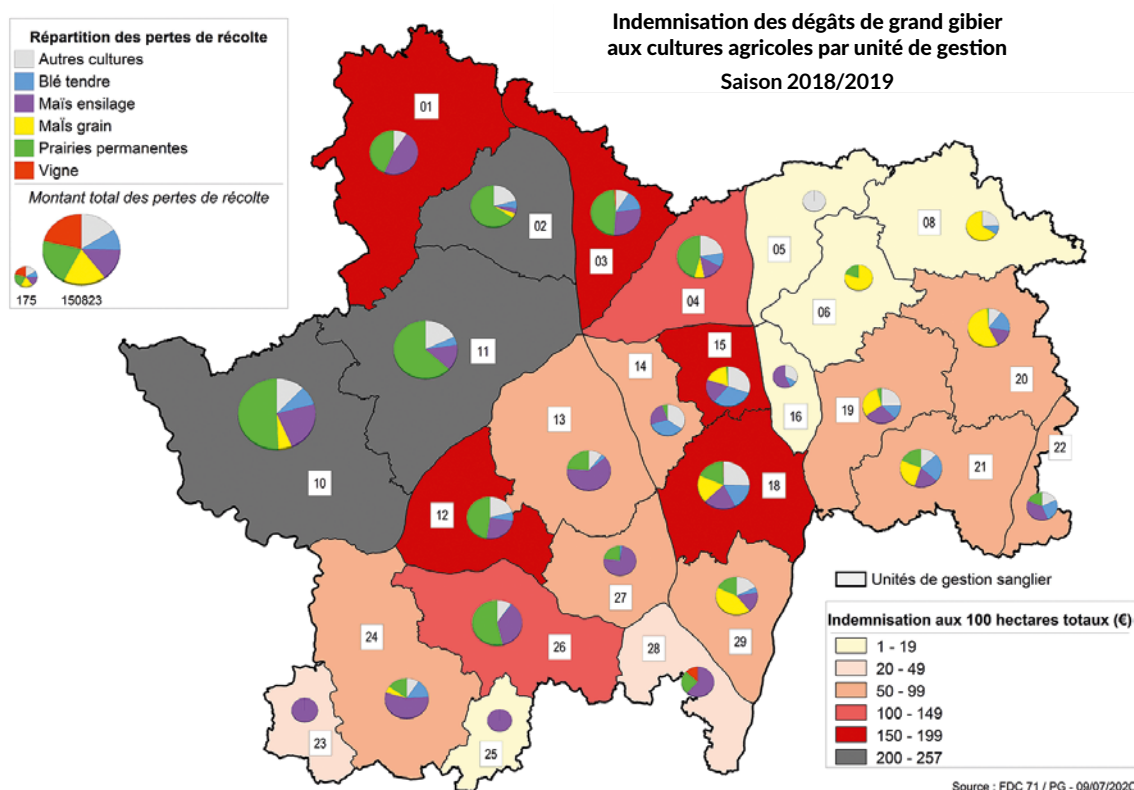 Indemnisation des dégâts de grand gibier
aux cultures agricoles par unité de gestion
Saison 2018/2019
Répartition des pertes de récolte
Autres cultures
Blé tendre
Maïs ensilage
MaÏs grain
Prairies permanentes
Vigne
Montant total des pertes de récolte
175 150823
01
02
03
04
05
06
08
10
11
12
13
14
15
16
18
19
20
21
22
23
24
25
26
27
28
29
Unités de gestion sanglier
Indemnisation aux 100 hectares totaux (€)
1 - 19
20 - 49
50 - 99
100 - 149
150 - 199
200 - 257
Source : FDC 71 / PG - 09/07/2020